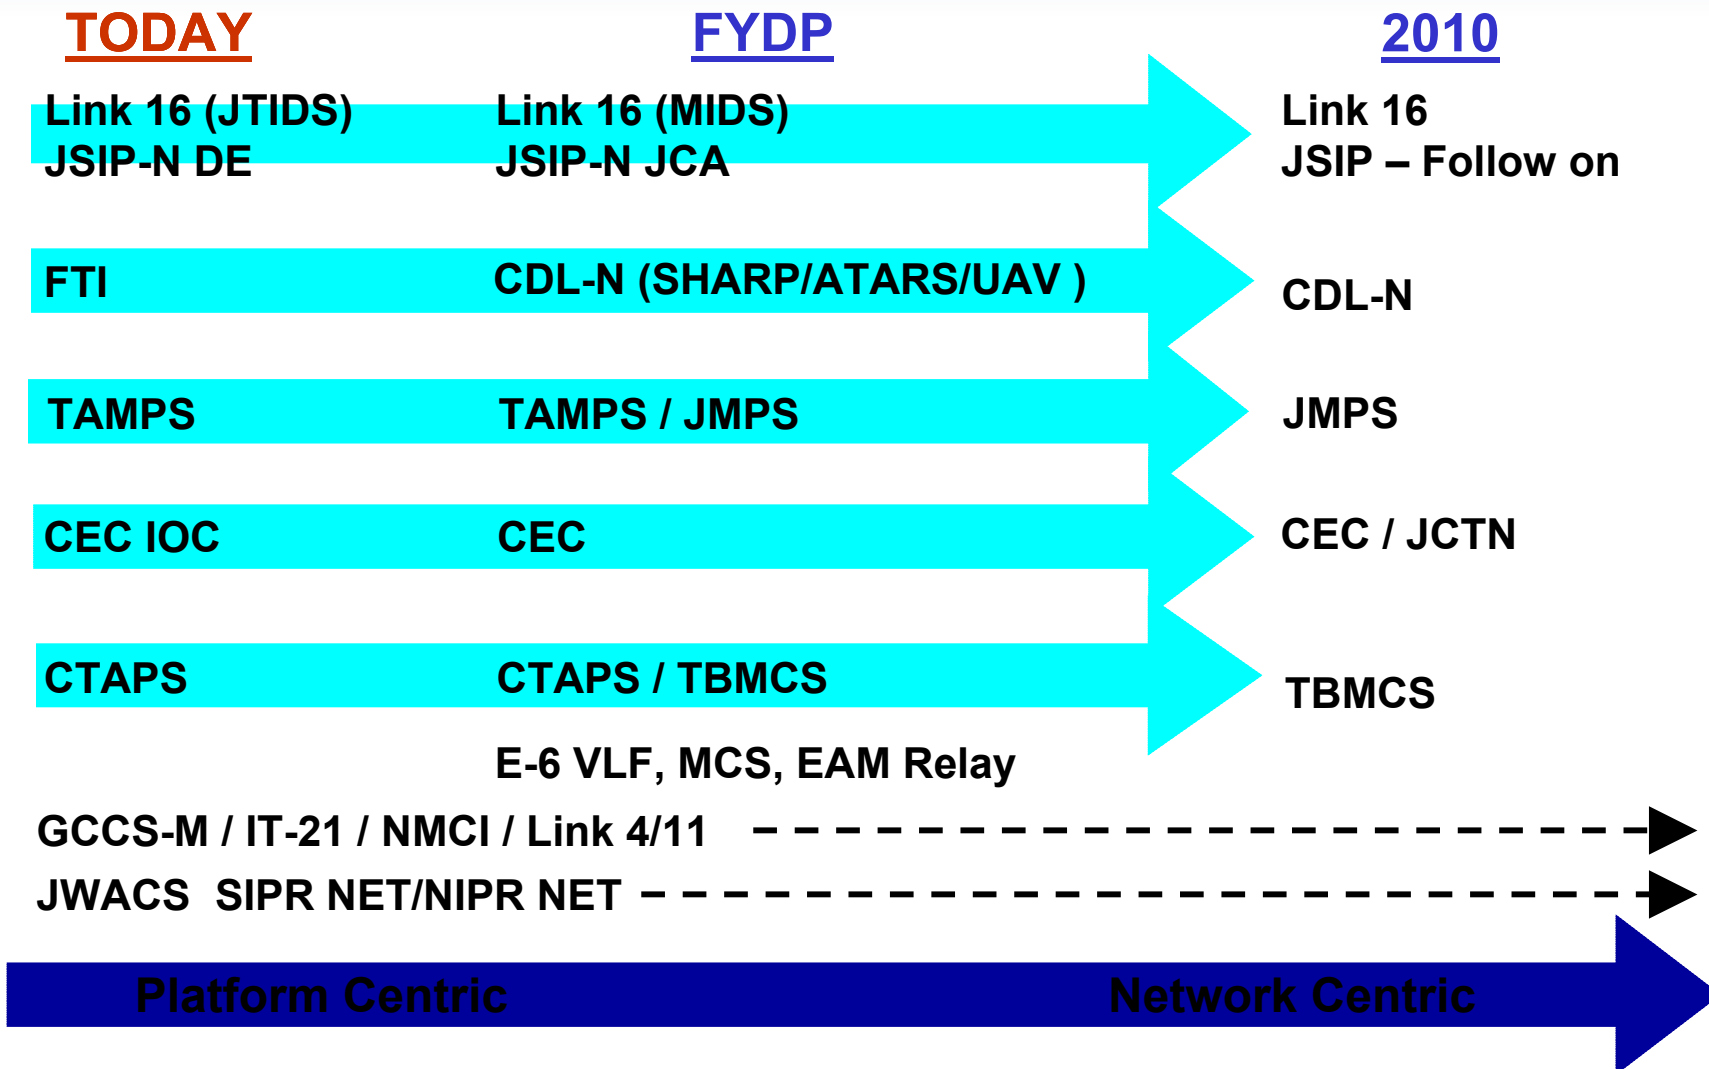 TODAY FYDP 2010
Link 16 (JTIDS) Link 16 (MIDS) Link 16
JSIP-N DE JSIP-N JCA JSIP – Follow on
FTI CDL-N (SHARP/ATARS/UAV ) CDL-N
TAMPS TAMPS / JMPS JMPS
CEC IOC CEC CEC / JCTN
CTAPS CTAPS / TBMCS TBMCS
E-6 VLF, MCS, EAM Relay
GCCS-M / IT-21 / NMCI / Link 4/11
JWACS SIPR NET/NIPR NET
Platform Centric Network Centric